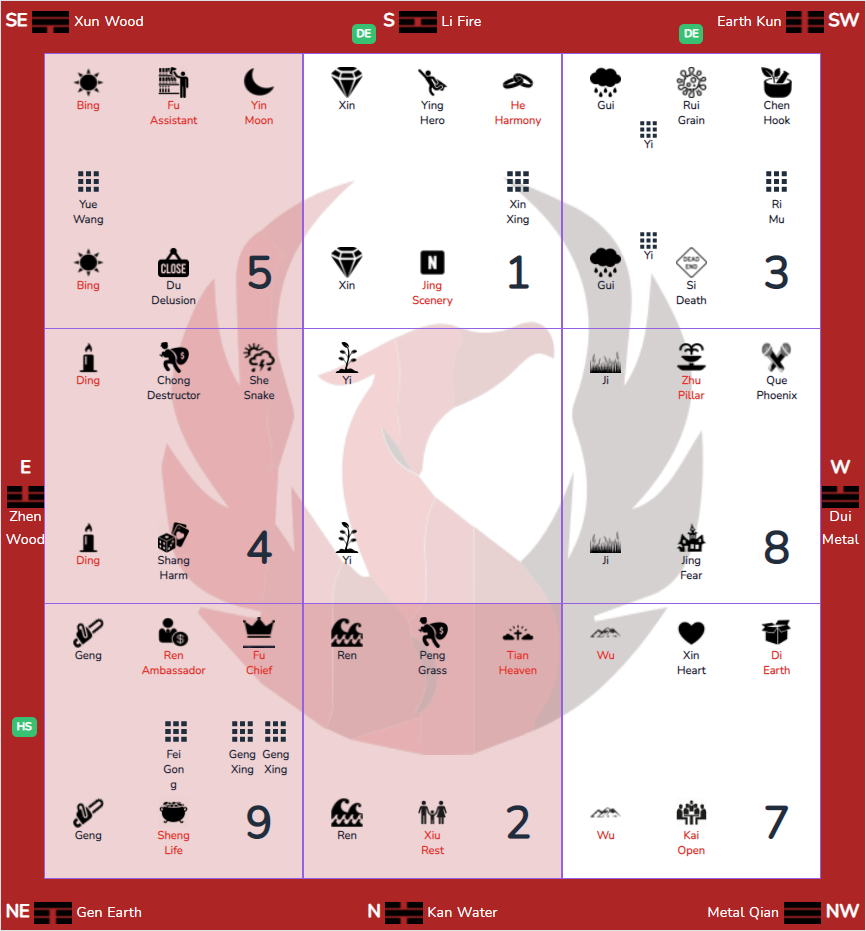 SE Xun Wood
S Li Fire
Earth Kun SW
DE
DE
Bing
Fu
Assistant
Yin
Moon
Yue
Wang
Bing
CLOSE
Du
Delusion
5
Xin
Ying
Hero
He
Harmony
Xin
Xing
Xin
N
Jing
Scenery
1
Gui
Rui
Grain
Chen
Hook
Yi
Ri
Mu
Yi
Gui
DEAD
END
Si
Death
3
E
Zhen
Wood
Ding
Chong
Destructor
She
Snake
Ding
Shang
Harm
4
Yi
Yi
Ji
Zhu
Pillar
Que
Phoenix
Ji
Jing
Fear
8
W
Dui
Metal
HS
Geng
Ren
Ambassador
Fu
Chief
Fei
Gon
g
Geng
Xing
Geng
Xing
Geng
Sheng
Life
9
Ren
Peng
Grass
Tian
Heaven
Ren
Xiu
Rest
2
Wu
Xin
Heart
Di
Earth
Wu
Kai
Open
7
NE Gen Earth
N Kan Water
Metal Qian NW